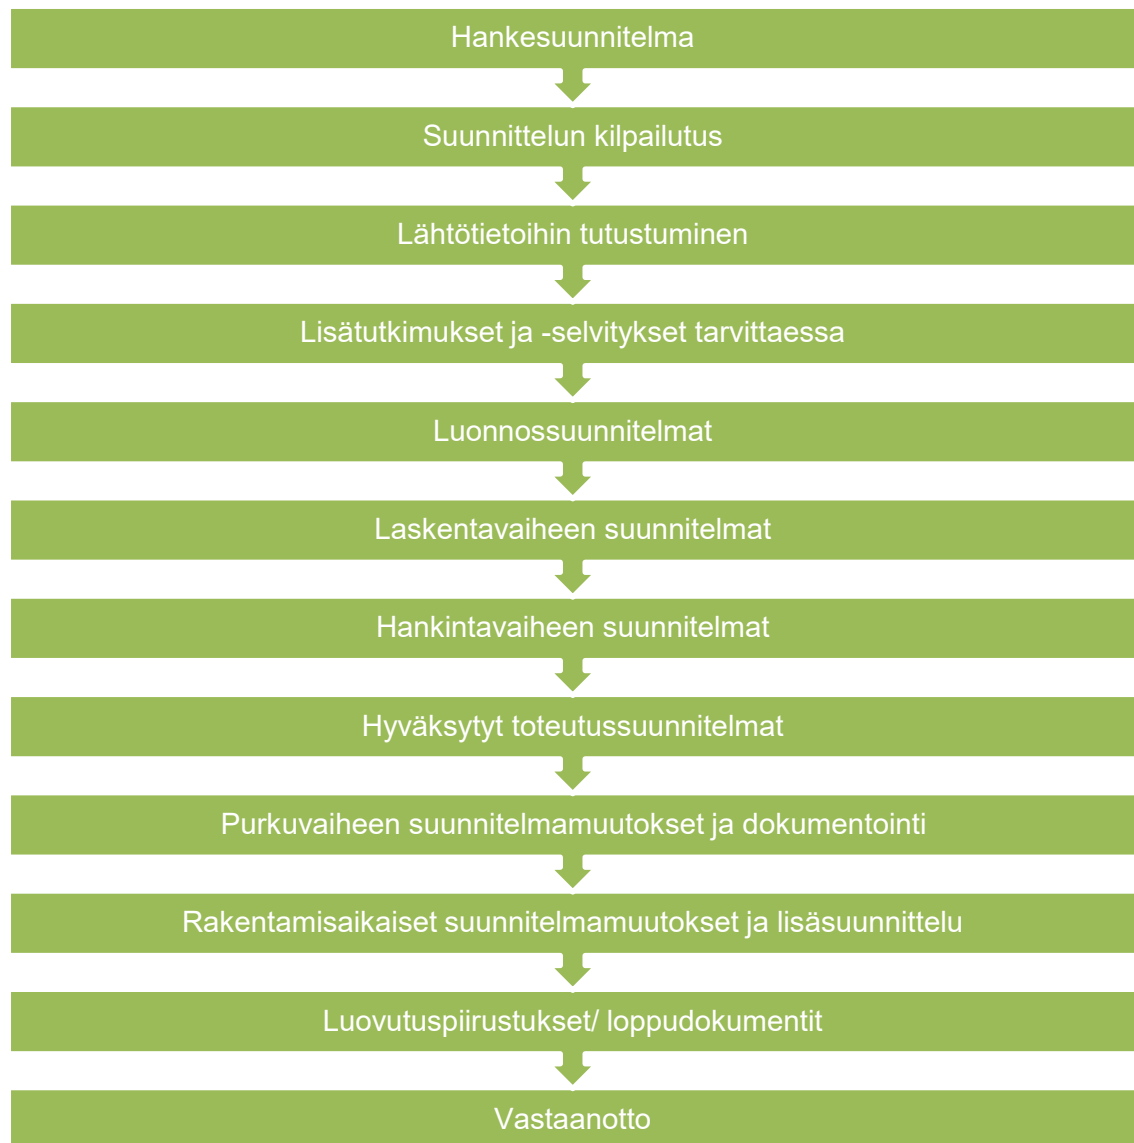 Hankesuunnitelma
Suunnittelun kilpailutus
Lähtötietoihin tutustuminen
Lisätutkimukset ja -selvitykset tarvittaessa
Luonnossuunnitelmat
Laskentavaiheen suunnitelmat
Hankintavaiheen suunnitelmat
Hyväksytyt toteutussuunnitelmat
Purkuvaiheen suunnitelmamuutokset ja dokumentointi
Rakentamisaikaiset suunnitelmamuutokset ja lisäsuunnittelu
Luovutuspiirustukset/ loppudokumentit
Vastaanotto